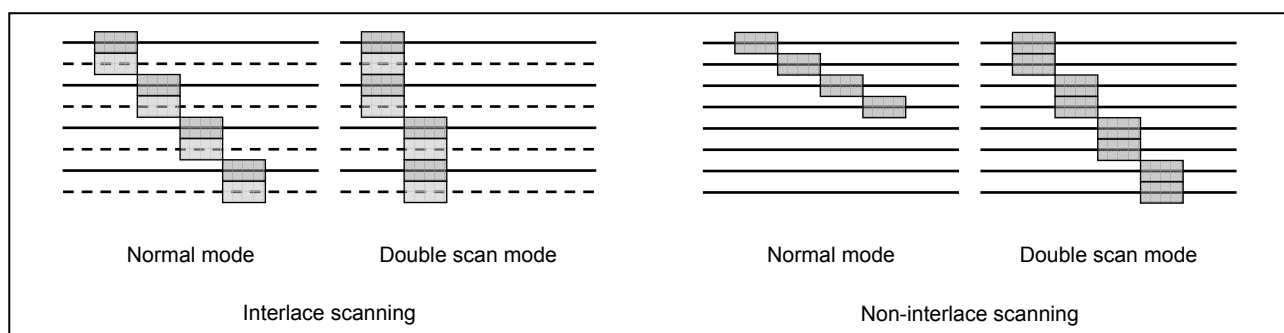 Normal mode
Double scan mode
Normal mode
Double scan mode
Interlace scanning
Non-interlace scanning